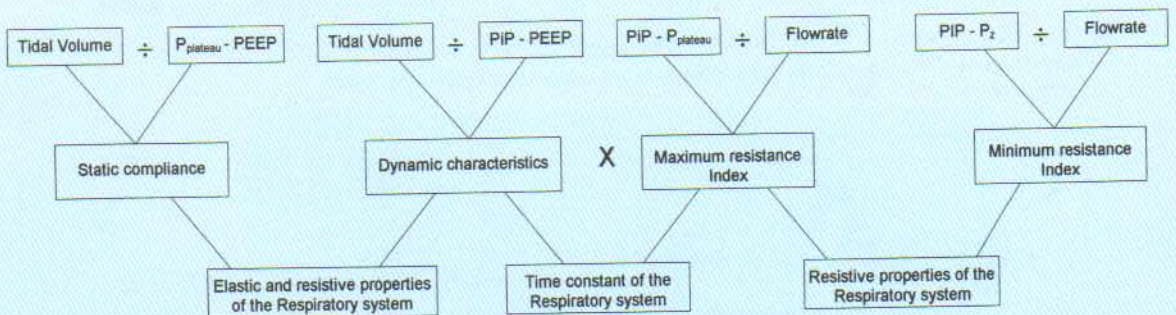 Tidal Volume ÷ Pplateau - PEEP Tidal Volume ÷ PiP - PEEP PiP - Pplateau ÷ Flowrate PIP - Pz ÷ Flowrate
Static compliance Dynamic characteristics X Maximum resistance Index Minimum resistance Index
Elastic and resistive properties
of the Respiratory system
Time constant of the
Respiratory system
Resistive properties of the
Respiratory system